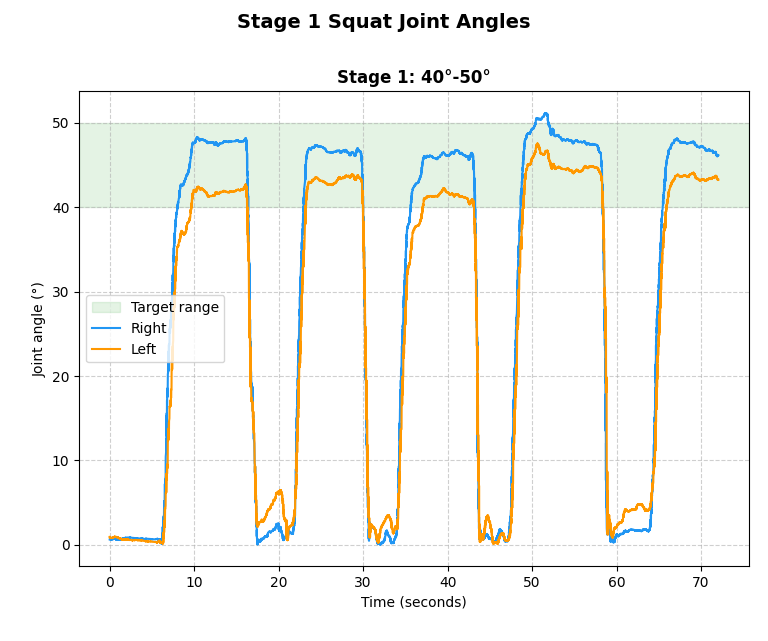 Stage 1 Squat Joint Angles
Stage 1: 40°-50°
50
40
30
20
10
0
Joint angle (°)
Target range
Right
Left
0 10 20 30 40 50 60 70
Time (seconds)